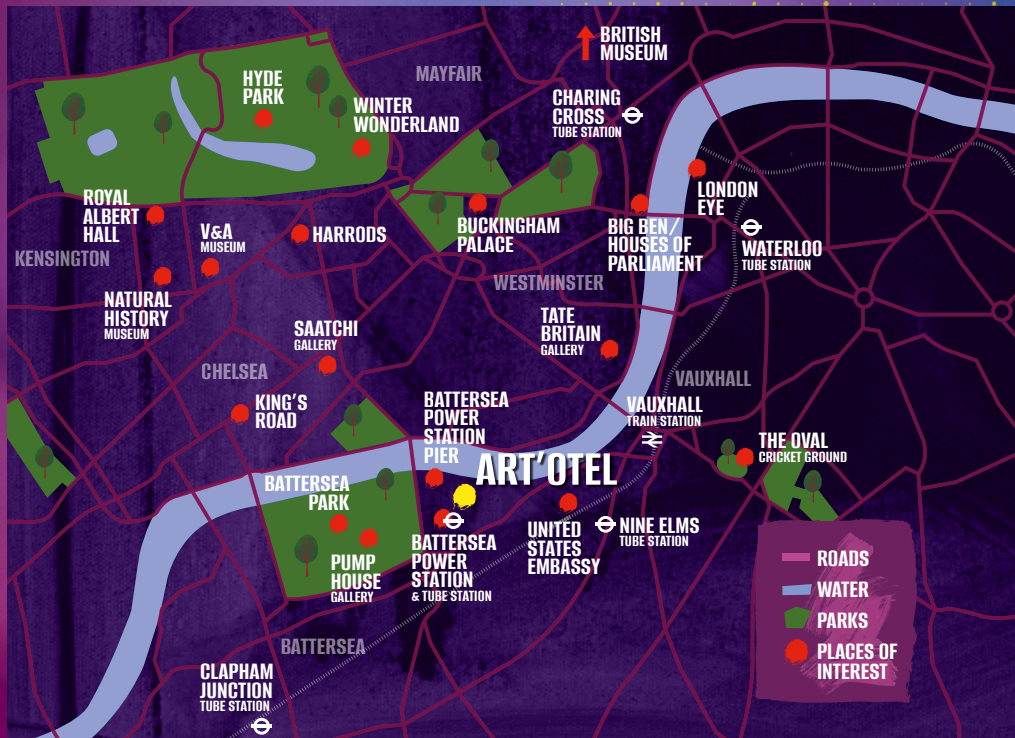 BRITISH
MUSEUM
MAYFAIR
HYDE
PARK
WINTER
WONDERLAND
CHARING
CROSS
TUBE STATION
ROYAL
ALBERT
HALL
V&A
MUSEUM
HARRODS
BUCKINGHAM
PALACE
BIG BEN/
HOUSES OF
PARLIAMENT
LONDON
EYE
WATERLOO
TUBE STATION
KENSINGTON
NATURAL
HISTORY
MUSEUM
WESTMINSTER
SAATCHI
GALLERY
TATE
BRITAIN
GALLERY
CHELSEA
VAUXHALL
KING'S
ROAD
BATTERSEA
POWER
STATION
PIER
VAUXHALL
TRAIN STATION
THE OVAL
CRICKET GROUND
ART'OTEL
BATTERSEA
PARK
PUMP
HOUSE
GALLERY
BATTERSEA
POWER
STATION
& TUBE STATION
UNITED
STATES
EMBASSY
NINE ELMS
TUBE STATION
BATTERSEA
CLAPHAM
JUNCTION
TUBE STATION
ROADS
WATER
PARKS
PLACES OF
INTEREST